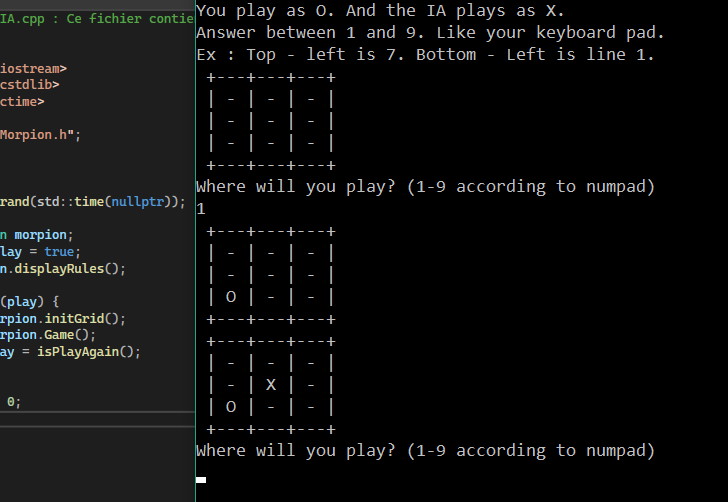 IA.cpp : Ce fichier contie
iostream>
cstdlib>
ctime>
Morpion.h";
rand(std::time(nullptr));
n morpion;
lay = true;
n.displayRules();
(play) {
rpion.initGrid();
rpion.Game();
ay = isPlayAgain();
0;
You play as O. And the IA plays as X.
Answer between 1 and 9. Like your keyboard pad.
Ex : Top - left is 7. Bottom - Left is line 1.
+---+---+---+
| - | - | - |
| - | - | - |
| - | - | - |
+---+---+---+
Where will you play? (1-9 according to numpad)
1
+---+---+---+
| - | - | - |
| - | - | - |
| O | - | - |
+---+---+---+
+---+---+---+
| - | - | - |
| - | X | - |
| O | - | - |
+---+---+---+
Where will you play? (1-9 according to numpad)